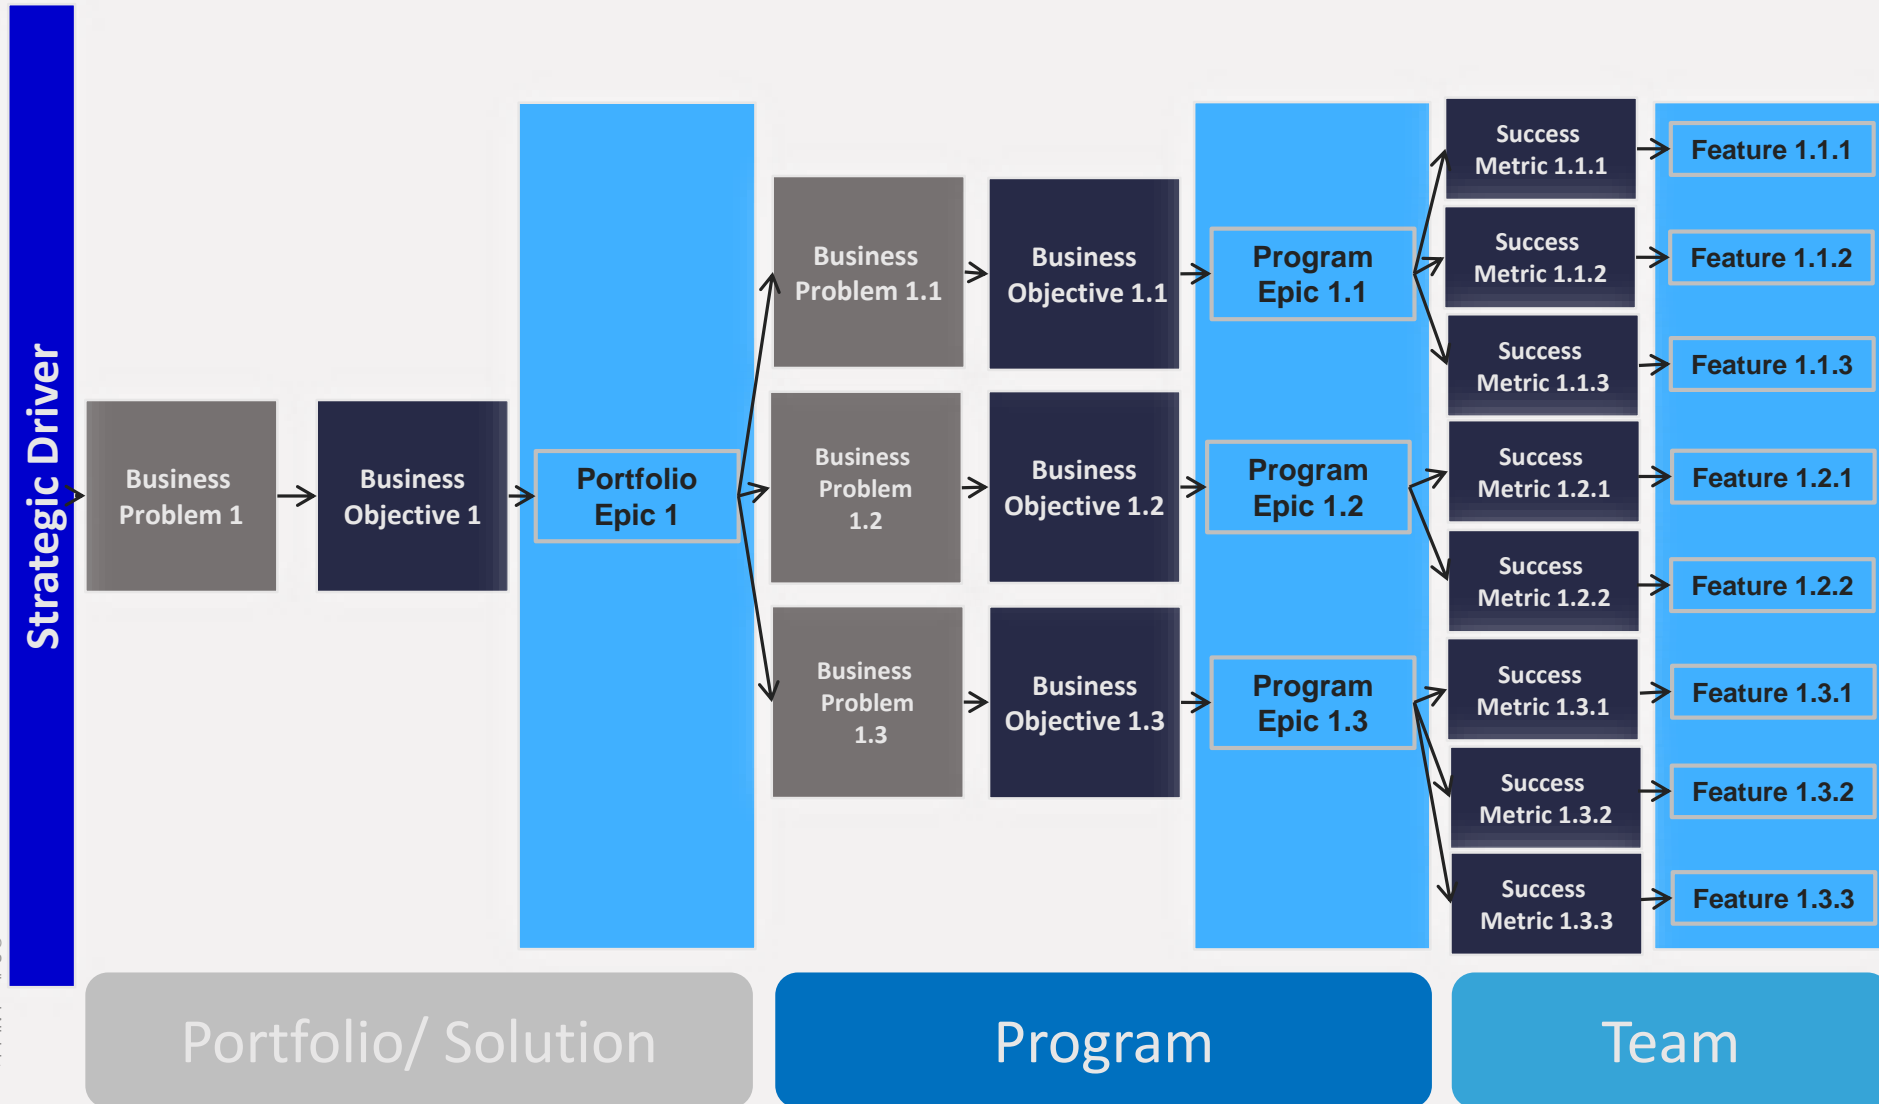 Strategic Driver
Business
Problem 1
Business
Objective 1
Portfolio
Epic 1
Business
Problem 1.1
Business
Objective 1.1
Program
Epic 1.1
Success
Metric 1.1.1
Feature 1.1.1
Success
Metric 1.1.2
Feature 1.1.2
Success
Metric 1.1.3
Feature 1.1.3
Business
Problem
1.2
Business
Objective 1.2
Program
Epic 1.2
Success
Metric 1.2.1
Feature 1.2.1
Success
Metric 1.2.2
Feature 1.2.2
Business
Problem
1.3
Business
Objective 1.3
Program
Epic 1.3
Success
Metric 1.3.1
Feature 1.3.1
Success
Metric 1.3.2
Feature 1.3.2
Success
Metric 1.3.3
Feature 1.3.3
Portfolio/ Solution
Program
Team